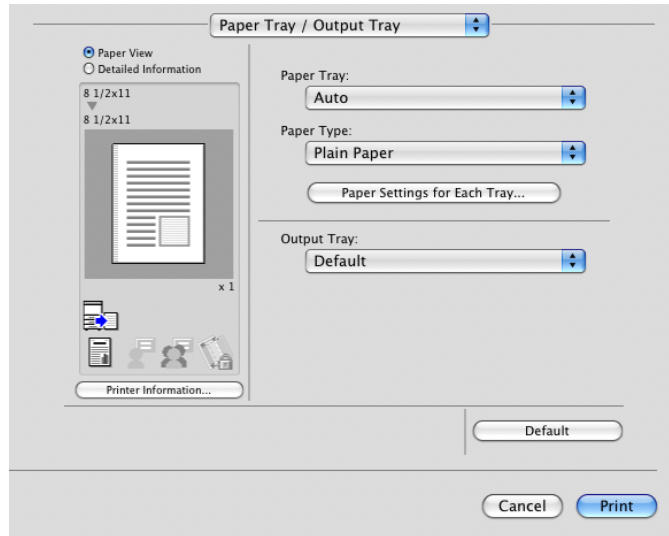 Paper Tray / Output Tray
Paper View
Detailed Information
8 1/2x11
8 1/2x11
x 1
Printer Information...
Paper Tray:
Auto
Paper Type:
Plain Paper
Paper Settings for Each Tray...
Output Tray:
Default
Default
Cancel
Print